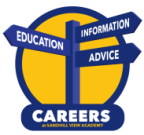 EDUCATION
INFORMATION
ADVICE
CAREERS
at SANDHILL VIEW ACADEMY